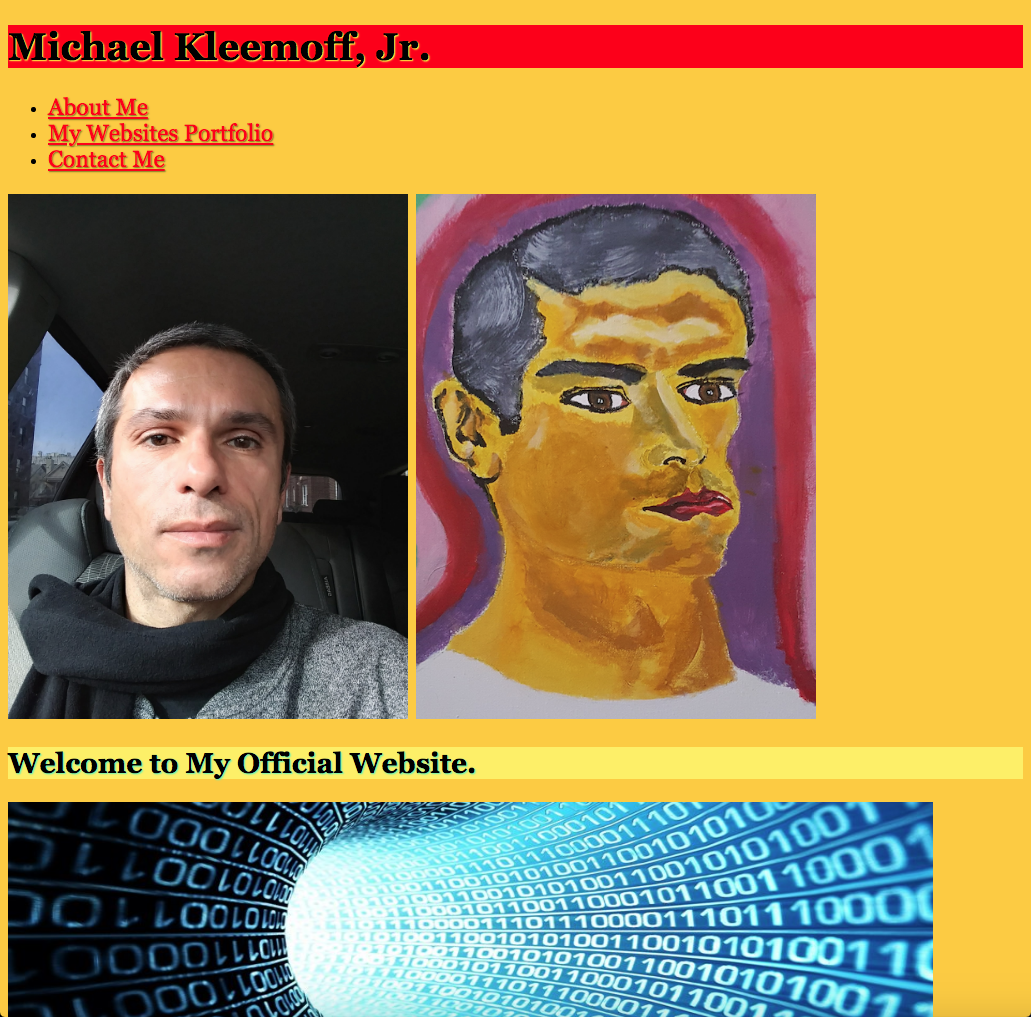 Michael Kleemoff, Jr.
About Me
My Websites Portfolio
Contact Me
Welcome to My Official Website.